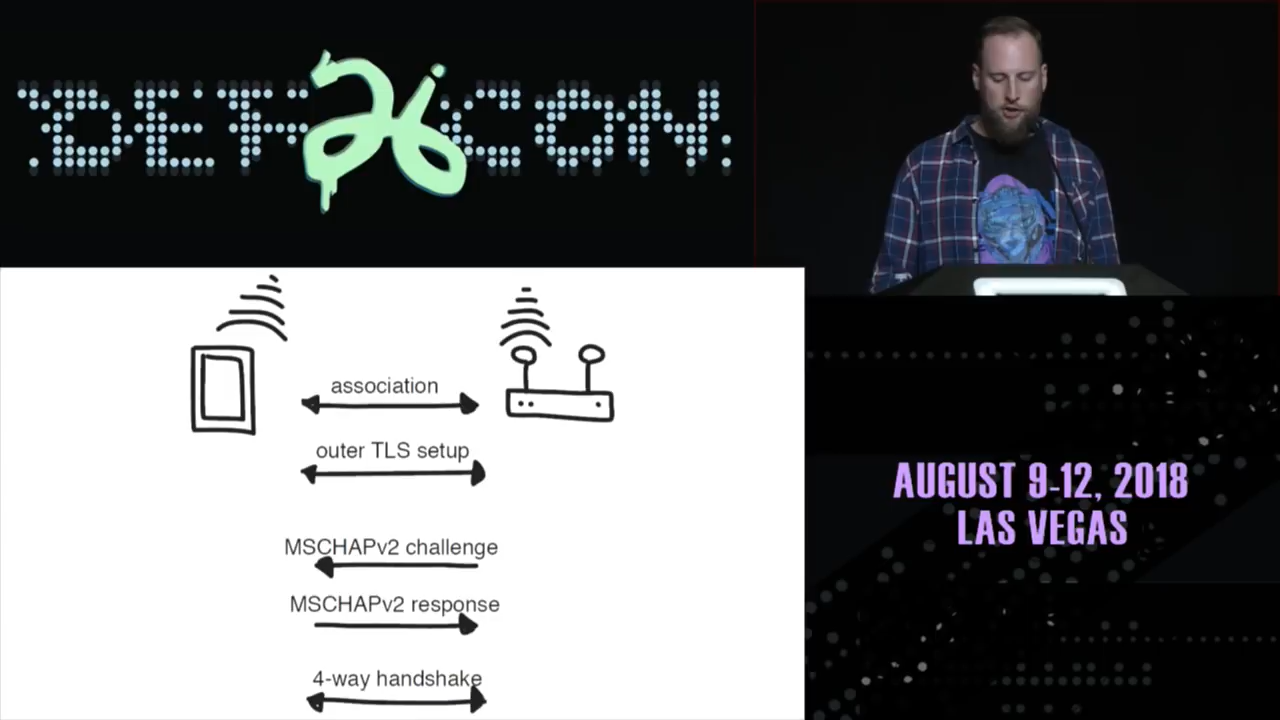 DEF CON 26
association
outer TLS setup
MSCHAPv2 challenge
MSCHAPv2 response
4-way handshake
AUGUST 9-12, 2018
LAS VEGAS